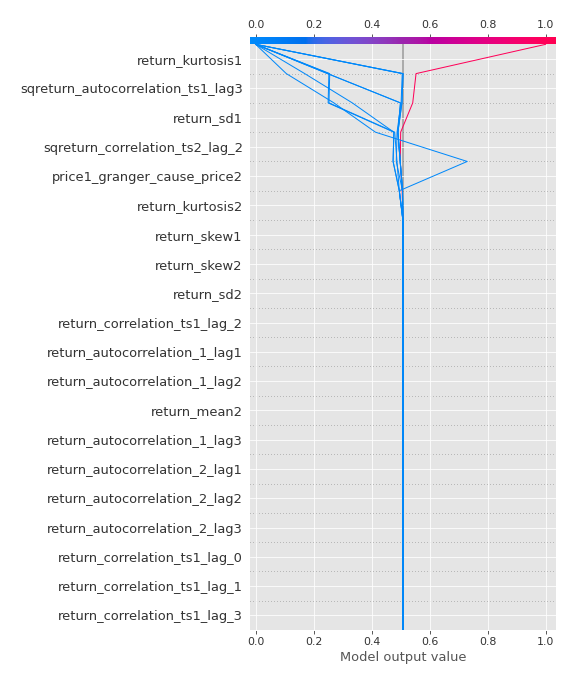 0.0 0.2 0.4 0.6 0.8 1.0
return_kurtosis1
sqreturn_autocorrelation_ts1_lag3
return_sd1
sqreturn_correlation_ts2_lag_2
price1_granger_cause_price2
return_kurtosis2
return_skew1
return_skew2
return_sd2
return_correlation_ts1_lag_2
return_autocorrelation_1_lag1
return_autocorrelation_1_lag2
return_mean2
return_autocorrelation_1_lag3
return_autocorrelation_2_lag1
return_autocorrelation_2_lag2
return_autocorrelation_2_lag3
return_correlation_ts1_lag_0
return_correlation_ts1_lag_1
return_correlation_ts1_lag_3
0.0 0.2 0.4 0.6 0.8 1.0
Model output value